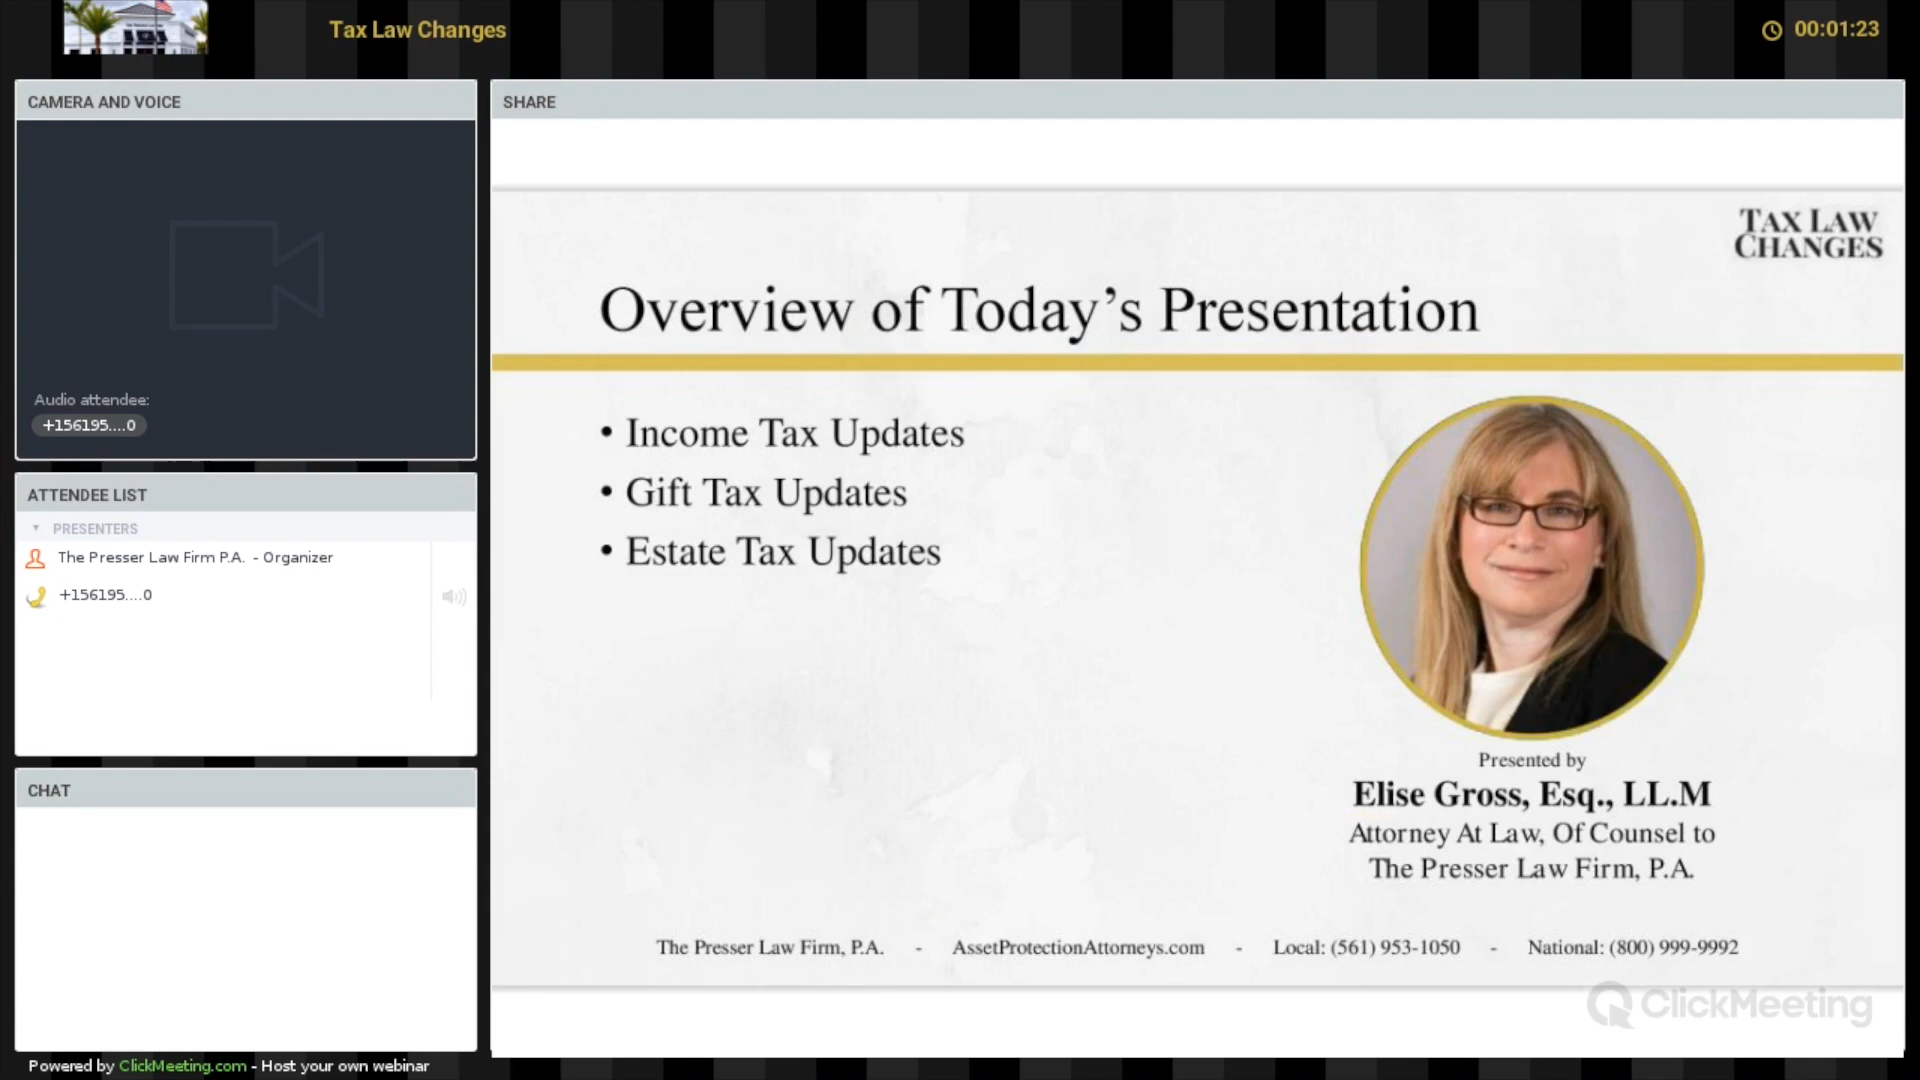 Tax Law Changes
00:01:23
CAMERA AND VOICE
Audio attendee:
+156195....0
ATTENDEE LIST
PRESENTERS
The Presser Law Firm P.A. - Organizer
+156195....0
CHAT
SHARE
TAX LAW
CHANGES
Overview of Today’s Presentation
• Income Tax Updates
• Gift Tax Updates
• Estate Tax Updates
Presented by
Elise Gross, Esq., LL.M
Attorney At Law, Of Counsel to
The Presser Law Firm, P.A.
The Presser Law Firm, P.A. - AssetProtectionAttorneys.com - Local: (561) 953-1050 - National: (800) 999-9992
ClickMeeting
Powered by ClickMeeting.com - Host your own webinar